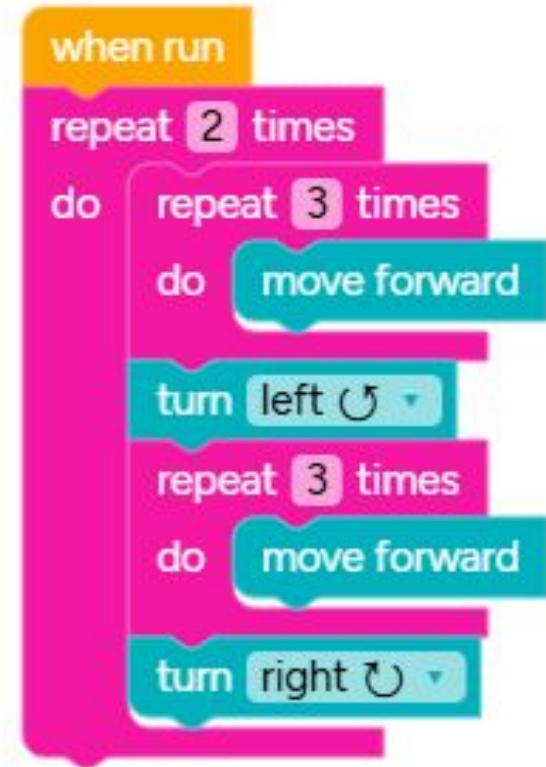 when run
repeat 2 times
do repeat 3 times
do move forward
turn left
repeat 3 times
do move forward
turn right